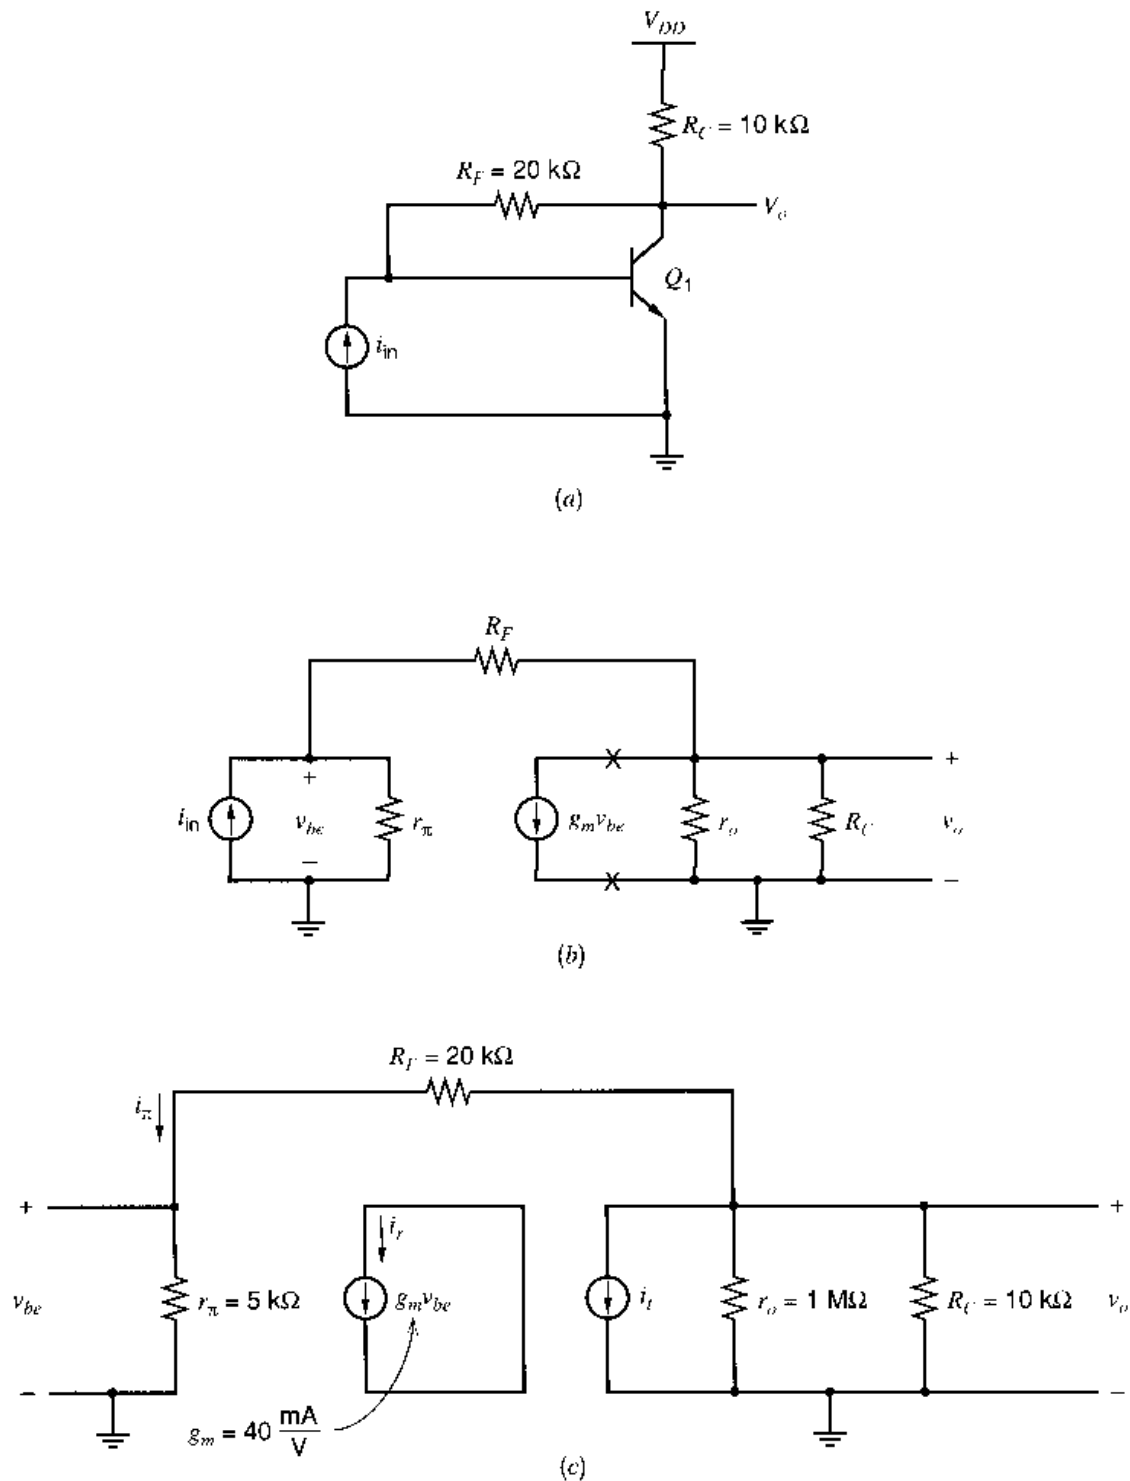 V_DD
R_C = 10 kΩ
R_F = 20 kΩ
V_o
Q_1
i_in
(a)
R_F
+
+
i_in
v_be
r_π
g_m v_be
r_o
R_C
v_o
−
−
(b)
R_F = 20 kΩ
i_π
+
+
i_r
v_be
r_π = 5 kΩ
g_m v_be
i_t
r_o = 1 MΩ
R_C = 10 kΩ
v_o
−
−
g_m = 40 mA/V
(c)